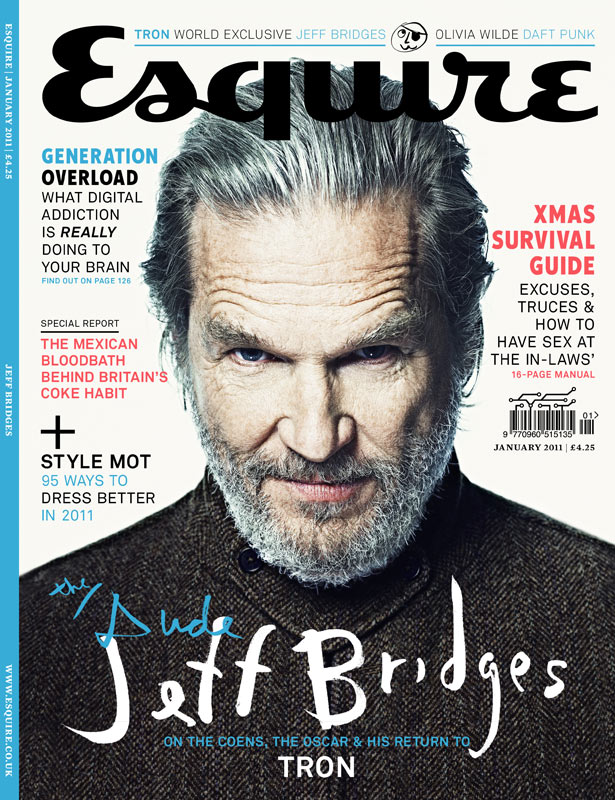 TRON WORLD EXCLUSIVE JEFF BRIDGES OLIVIA WILDE DAFT PUNK
Esquire
GENERATION
OVERLOAD
WHAT DIGITAL
ADDICTION
IS REALLY
DOING TO
YOUR BRAIN
FIND OUT ON PAGE 126
SPECIAL REPORT
THE MEXICAN
BLOODBATH
BEHIND BRITAIN'S
COKE HABIT
+
STYLE MOT
95 WAYS TO
DRESS BETTER
IN 2011
XMAS
SURVIVAL
GUIDE
EXCUSES,
TRUCES &
HOW TO
HAVE SEX AT
THE IN-LAWS'
16-PAGE MANUAL
01>
9 770960 515135
JANUARY 2011 | £4.25
the Dude
Jeff Bridges
ON THE COENS, THE OSCAR & HIS RETURN TO
TRON
ESQUIRE | JANUARY 2011 | £4.25
JEFF BRIDGES
WWW.ESQUIRE.CO.UK